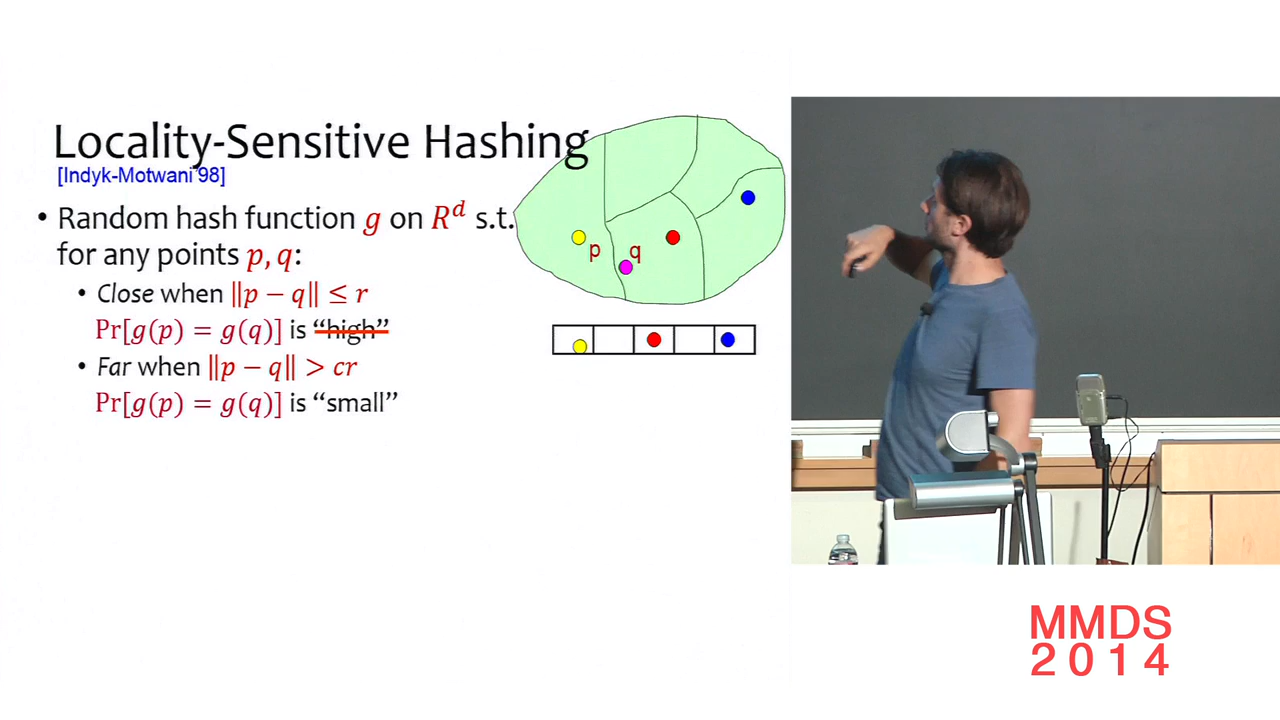 Locality-Sensitive Hashing
[Indyk-Motwani'98]
• Random hash function g on R^d s.t.
for any points p, q:
• Close when ||p − q|| ≤ r
Pr[g(p) = g(q)] is “high”
• Far when ||p − q|| > cr
Pr[g(p) = g(q)] is “small”
p
q
MMDS
2014